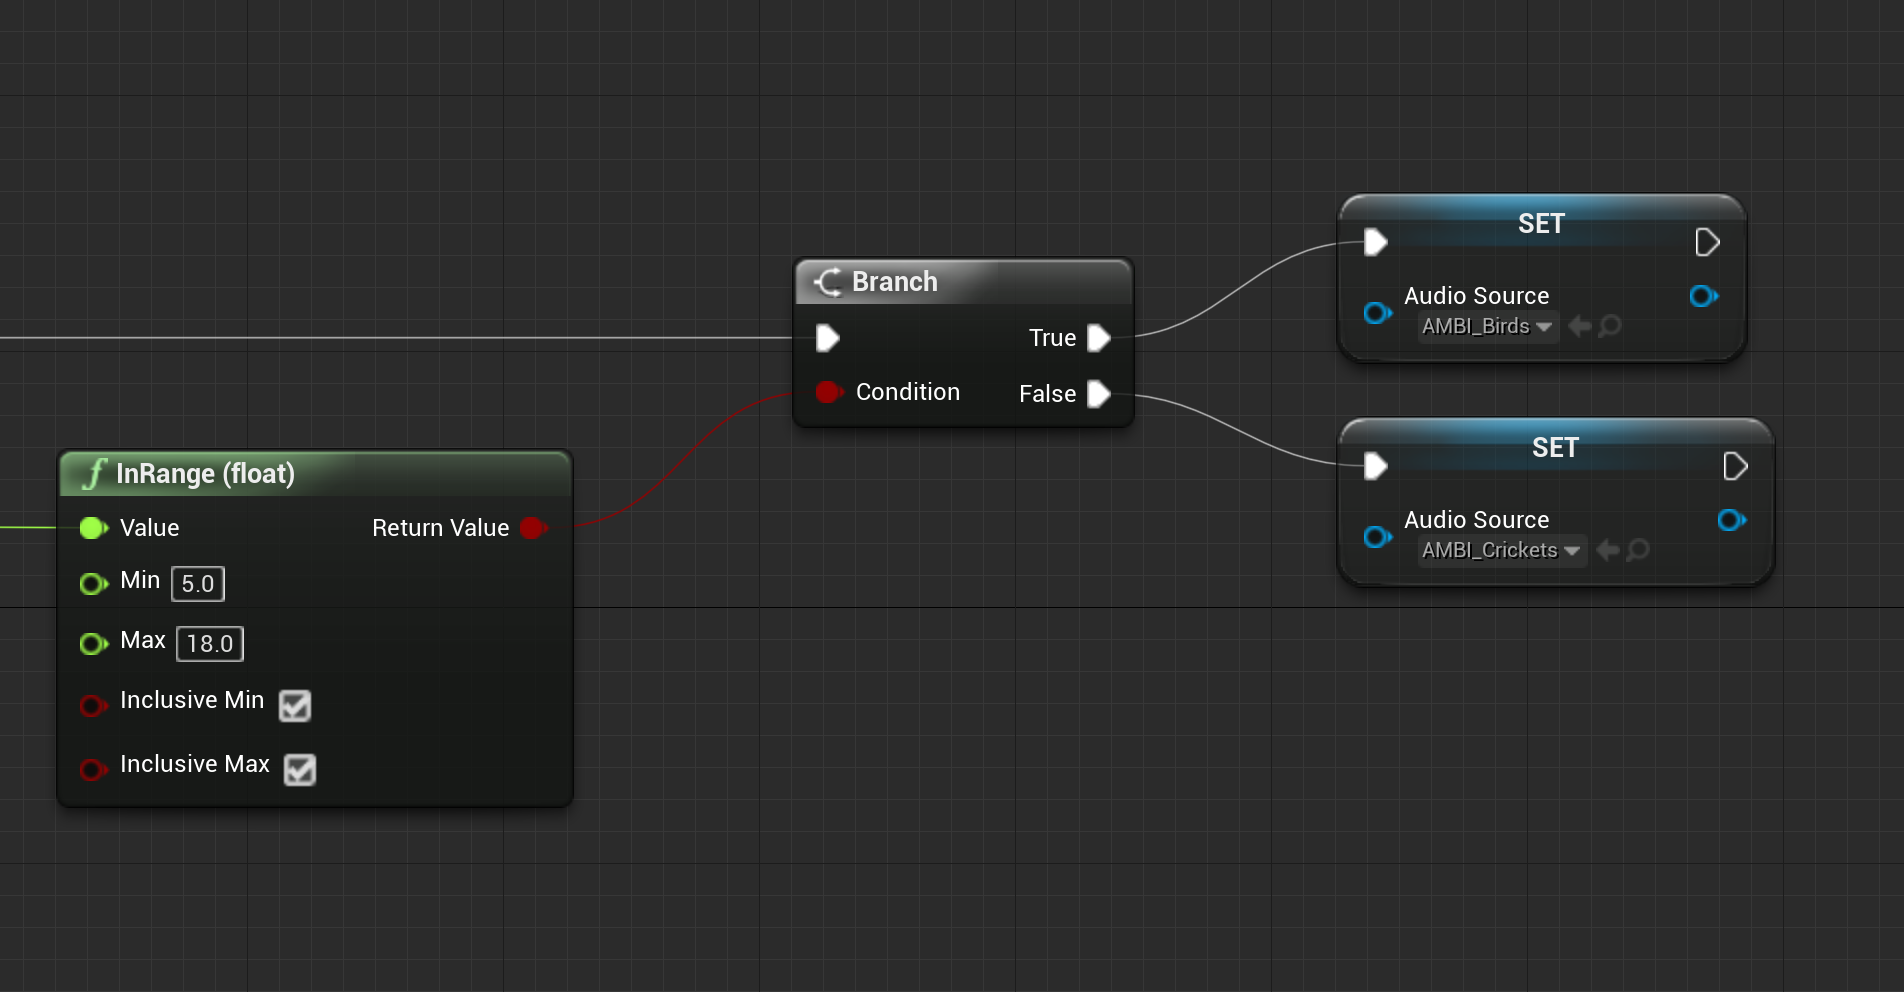 SET
Audio Source
AMBI_Birds
Branch
True
Condition
False
SET
Audio Source
AMBI_Crickets
f InRange (float)
Value
Return Value
Min 5.0
Max 18.0
Inclusive Min
Inclusive Max